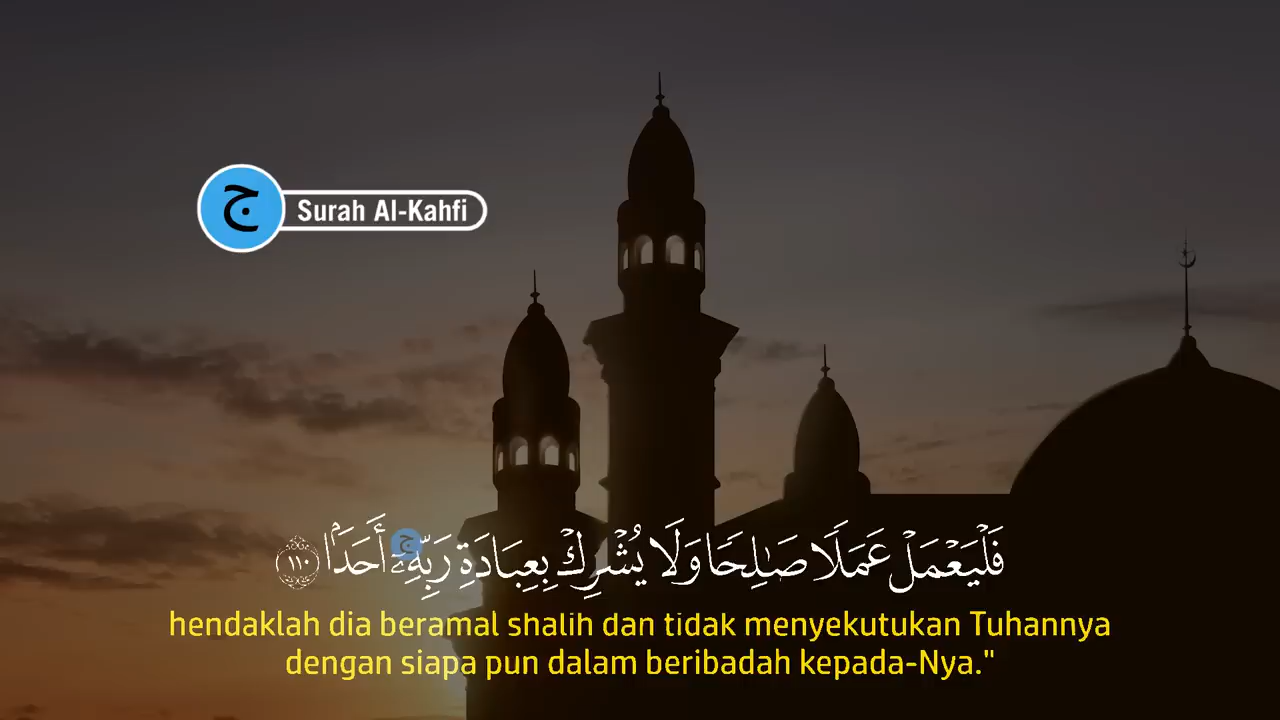 ج
Surah Al-Kahfi
فَلْيَعْمَلْ عَمَلًا صَـٰلِحًا وَلَا يُشْرِكْ بِعِبَادَةِ رَبِّهِۦٓ ج أَحَدًۢا ١١٠
hendaklah dia beramal shalih dan tidak menyekutukan Tuhannya
dengan siapa pun dalam beribadah kepada-Nya."